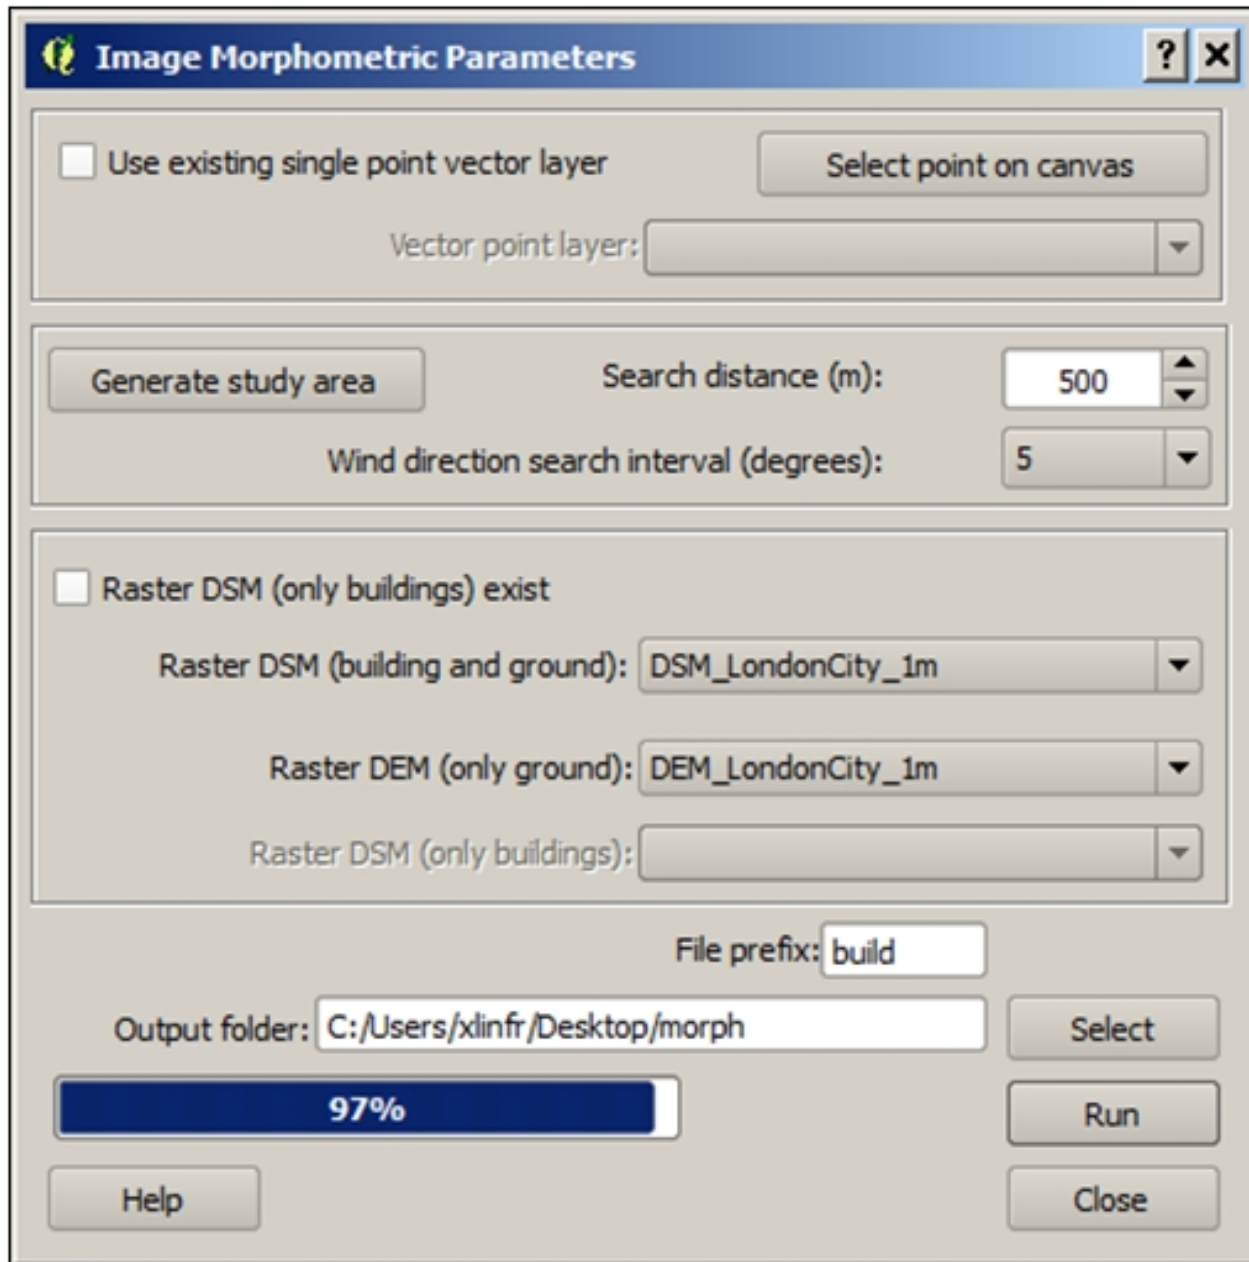 Image Morphometric Parameters ? ×
Use existing single point vector layer Select point on canvas
Vector point layer:
Generate study area Search distance (m): 500
Wind direction search interval (degrees): 5
Raster DSM (only buildings) exist
Raster DSM (building and ground): DSM_LondonCity_1m
Raster DEM (only ground): DEM_LondonCity_1m
Raster DSM (only buildings):
File prefix: build
Output folder: C:/Users/xlinfr/Desktop/morph Select
97% Run
Help Close